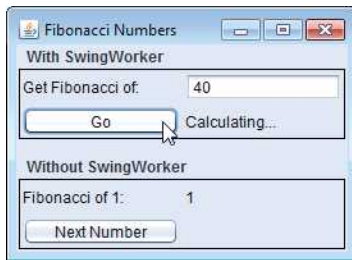 Fibonacci Numbers
With SwingWorker
Get Fibonacci of: 40
Go Calculating...
Without SwingWorker
Fibonacci of 1: 1
Next Number